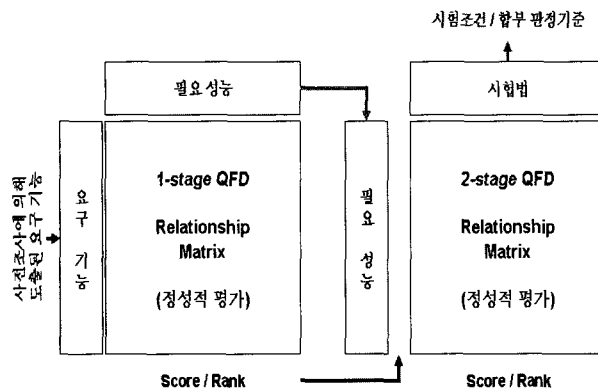 시험조건 / 합부 판정기준
필요성능
시험법
사전조사에 의해
도출된 요구 기능
요구 기능
1-stage QFD
Relationship
Matrix
(정성적 평가)
필요 성능
2-stage QFD
Relationship
Matrix
(정성적 평가)
Score / Rank
Score / Rank